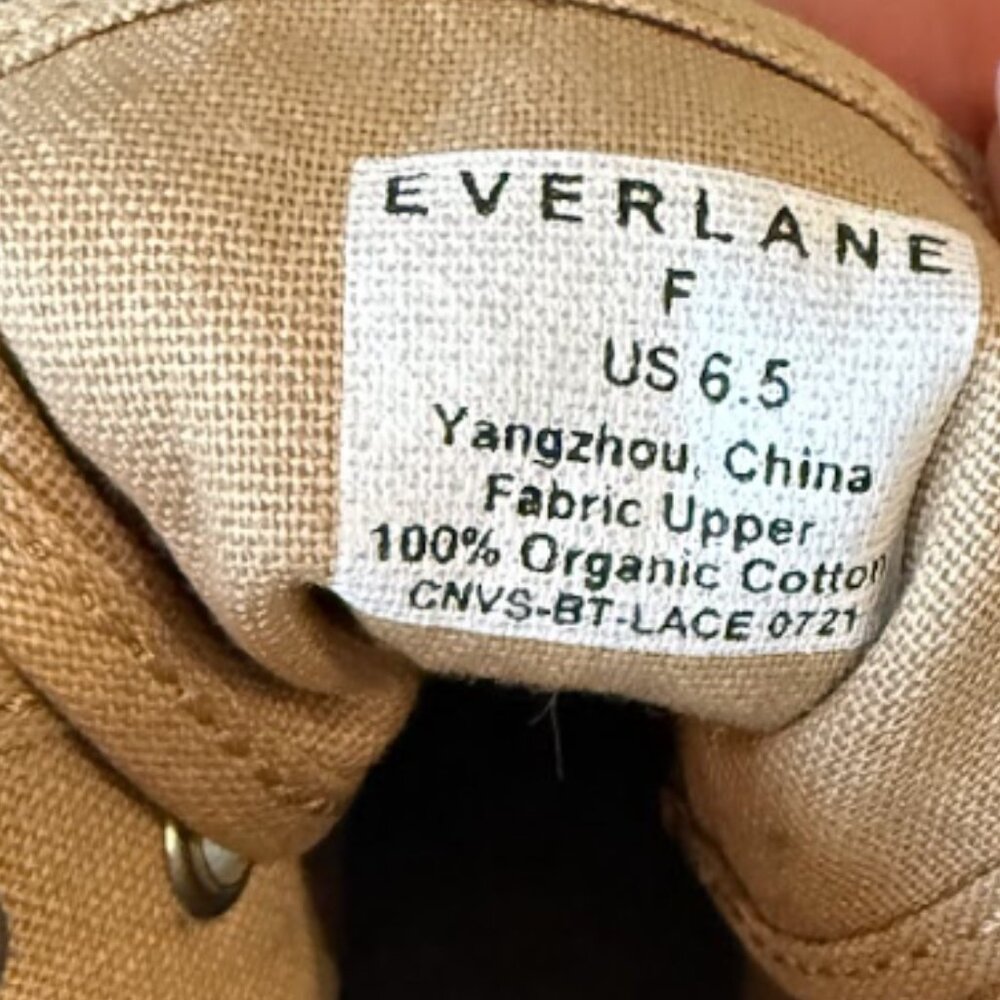 EVERLANE
F
US 6.5
Yangzhou, China
Fabric Upper
100% Organic Cotton
CNVS-BT-LACE 0721